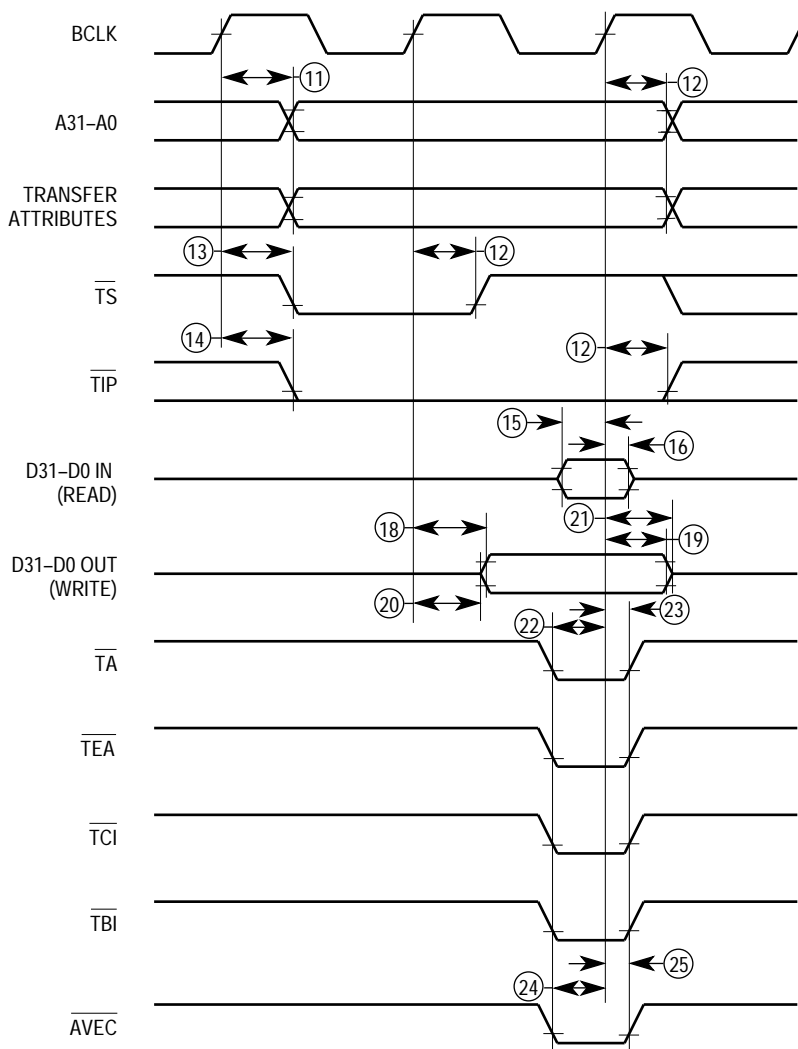 BCLK
11
12
A31–A0
TRANSFER
ATTRIBUTES
13
12
TS
14
12
TIP
15
16
D31–D0 IN
(READ)
21
18
19
D31–D0 OUT
(WRITE)
20
23
22
TA
TEA
TCI
TBI
25
24
AVEC